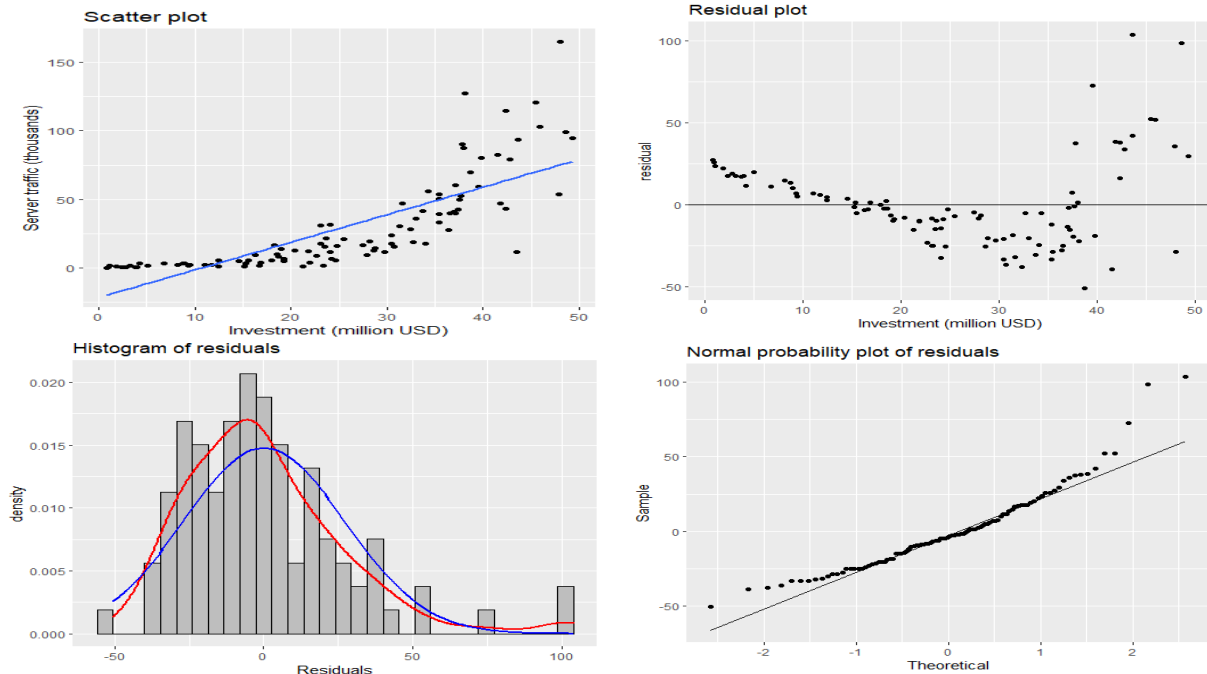 Scatter plot
Server traffic (thousands)
150
100
50
0
0 10 20 30 40 50
Investment (million USD)
Residual plot
residual
100
50
0
-50
0 10 20 30 40 50
Investment (million USD)
Histogram of residuals
density
0.020
0.015
0.010
0.005
0.000
-50 0 50 100
Residuals
Normal probability plot of residuals
Sample
100
50
0
-50
-2 -1 0 1 2
Theoretical